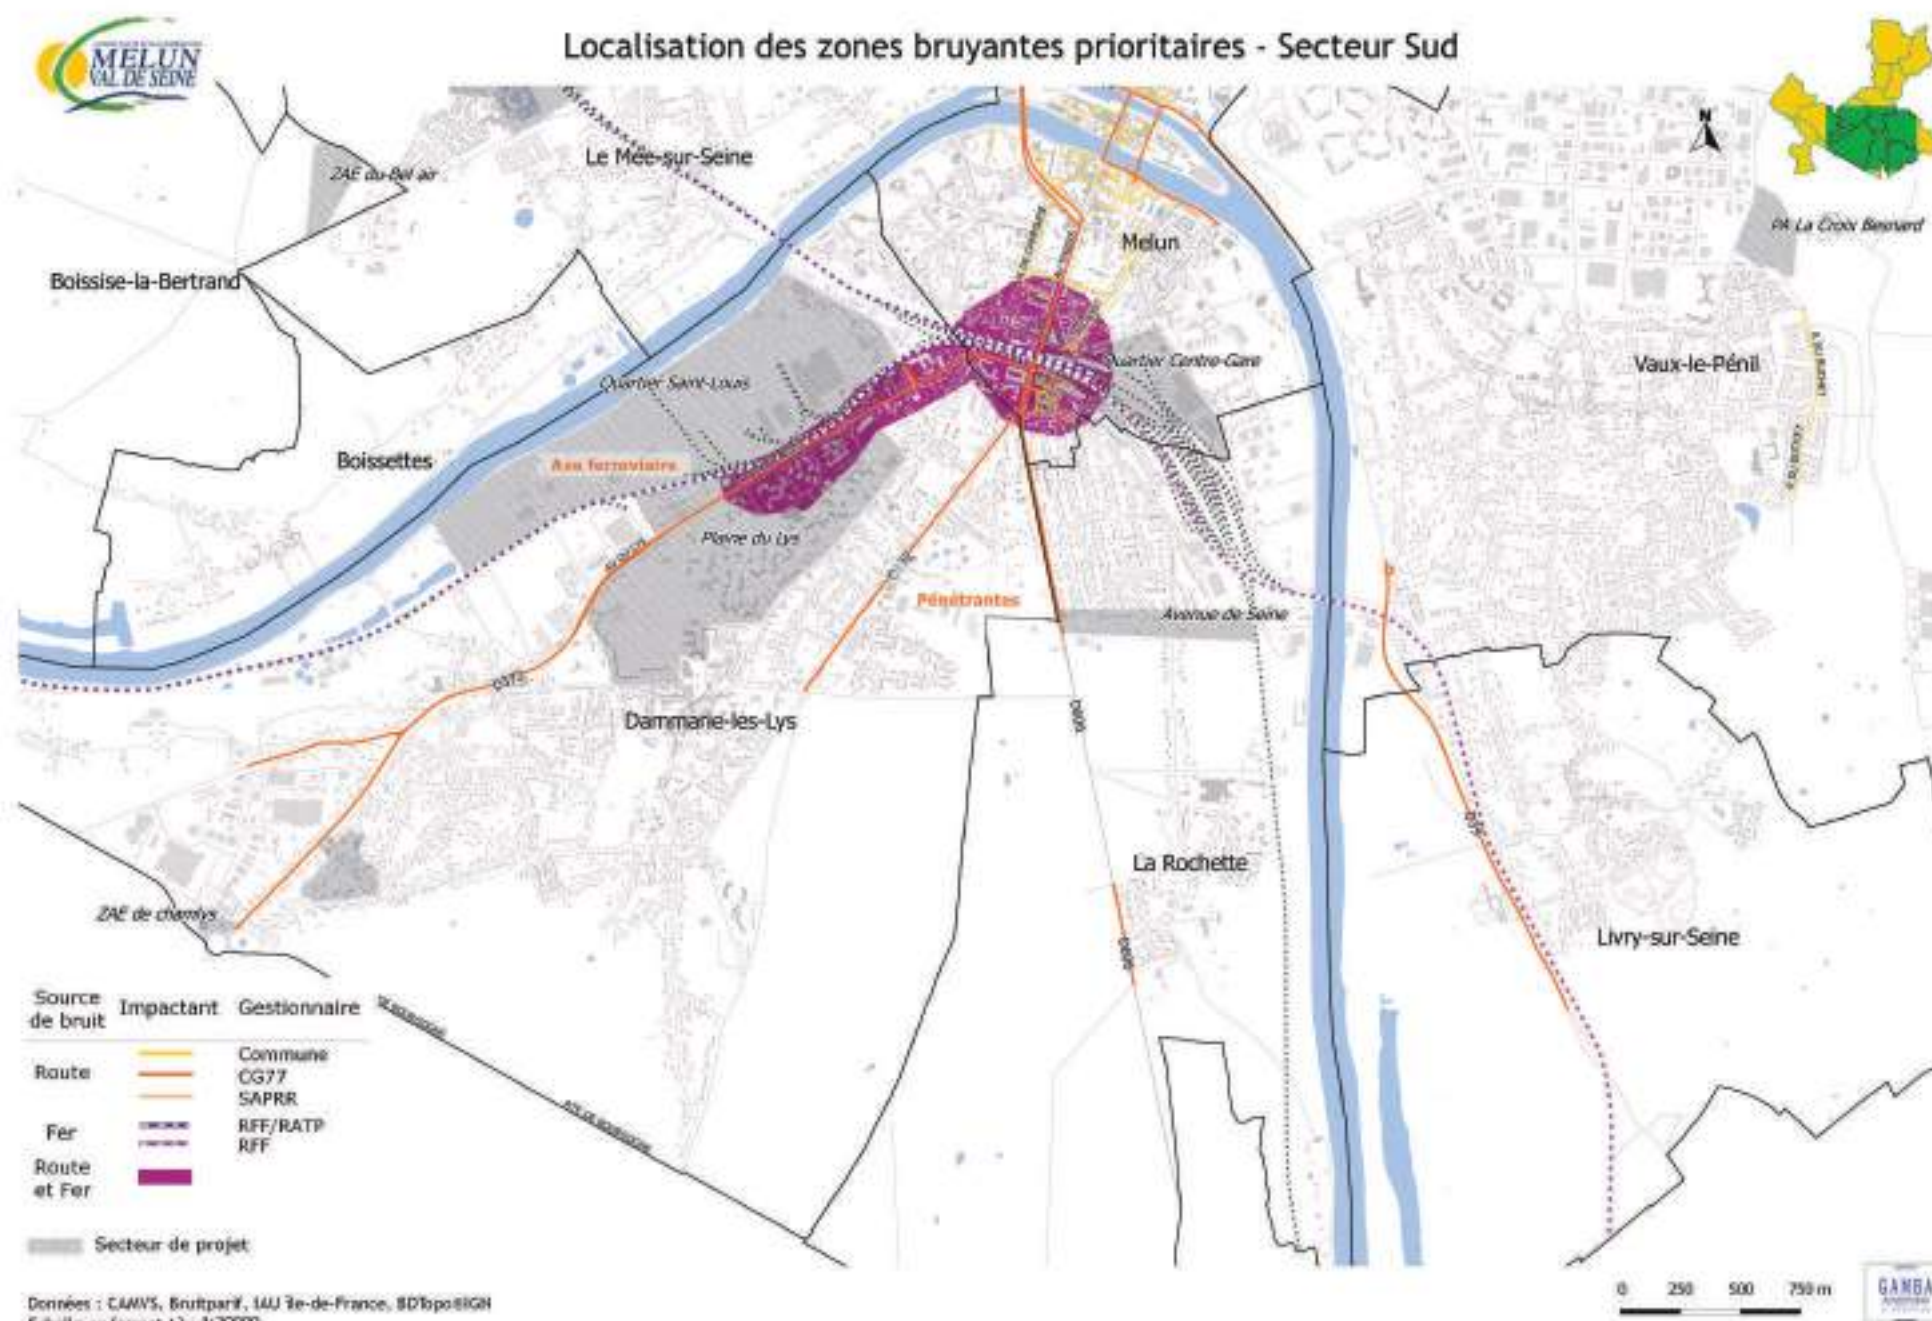 MELUN
VAL DE SEINE
Localisation des zones bruyantes prioritaires - Secteur Sud
N
Le Mée-sur-Seine
ZAE du Bel air
PA La Croix Besnard
Melun
Boissise-la-Bertrand
Quartier Centre-Gare
Vaux-le-Pénil
Quartier Saint-Louis
Boissettes
Axe ferroviaire
Plaine du Lys
Pénétrantes
Avenue de Seine
D372
Dammarie-les-Lys
D606
La Rochette
ZAE de chamlys
D606
Livry-sur-Seine
Source de bruit
Impactant
Gestionnaire
Route
Commune
CG77
SAPRR
Fer
RFF/RATP
RFF
Route et Fer
Secteur de projet
0 250 500 750 m
GAMBA
Données : CAMVS, Bruitparif, IAU Île-de-France, BDTopo®IGN